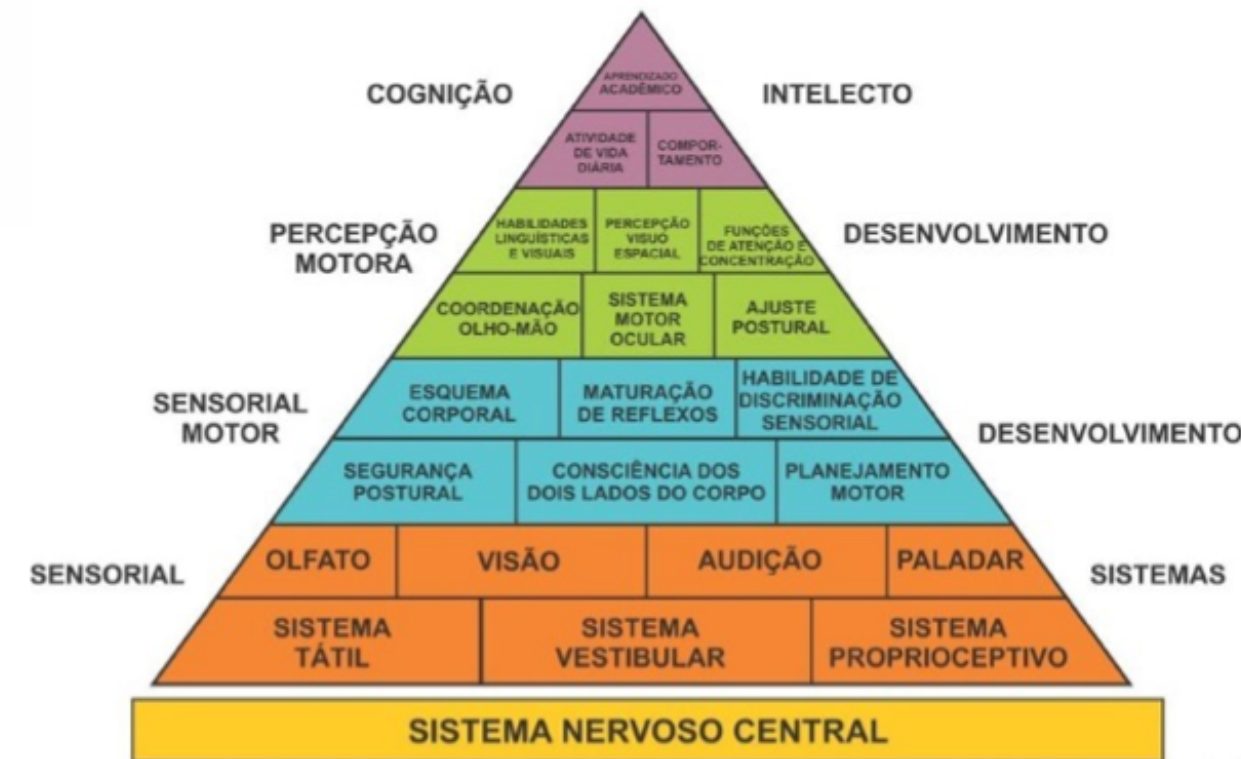 APRENDIZADO
ACADÊMICO
COGNIÇÃO
INTELECTO
ATIVIDADE
DE VIDA
DIÁRIA
COMPOR-
TAMENTO
PERCEPÇÃO
MOTORA
HABILIDADES
LINGUÍSTICAS
E VISUAIS
PERCEPÇÃO
VISUO
ESPACIAL
FUNÇÕES
DE ATENÇÃO E
CONCENTRAÇÃO
DESENVOLVIMENTO
COORDENAÇÃO
OLHO-MÃO
SISTEMA
MOTOR
OCULAR
AJUSTE
POSTURAL
SENSORIAL
MOTOR
ESQUEMA
CORPORAL
MATURAÇÃO
DE REFLEXOS
HABILIDADE DE
DISCRIMINAÇÃO
SENSORIAL
DESENVOLVIMENTO
SEGURANÇA
POSTURAL
CONSCIÊNCIA DOS
DOIS LADOS DO CORPO
PLANEJAMENTO
MOTOR
SENSORIAL
OLFATO
VISÃO
AUDIÇÃO
PALADAR
SISTEMAS
SISTEMA
TÁTIL
SISTEMA
VESTIBULAR
SISTEMA
PROPRIOCEPTIVO
SISTEMA NERVOSO CENTRAL